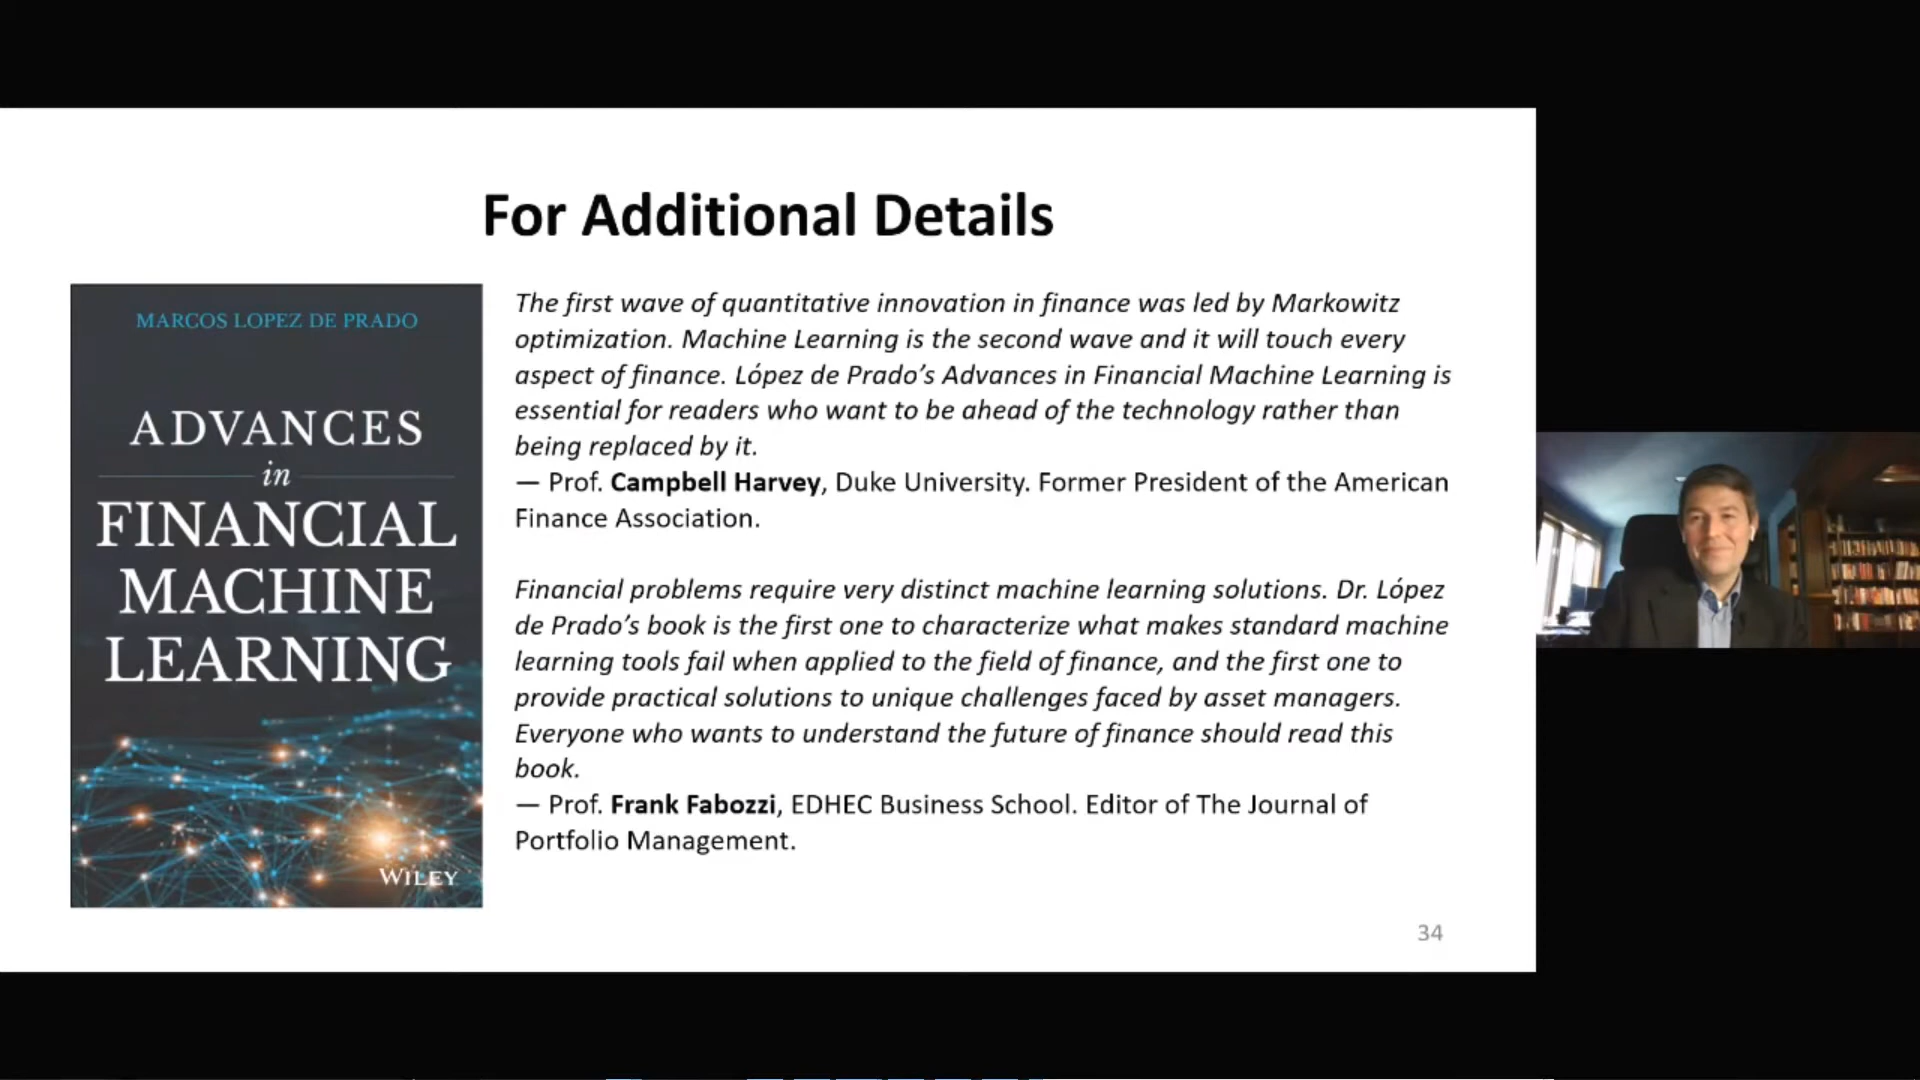 For Additional Details
MARCOS LOPEZ DE PRADO
ADVANCES
in
FINANCIAL
MACHINE
LEARNING
WILEY
The first wave of quantitative innovation in finance was led by Markowitz
optimization. Machine Learning is the second wave and it will touch every
aspect of finance. López de Prado’s Advances in Financial Machine Learning is
essential for readers who want to be ahead of the technology rather than
being replaced by it.
— Prof. Campbell Harvey, Duke University. Former President of the American
Finance Association.
Financial problems require very distinct machine learning solutions. Dr. López
de Prado’s book is the first one to characterize what makes standard machine
learning tools fail when applied to the field of finance, and the first one to
provide practical solutions to unique challenges faced by asset managers.
Everyone who wants to understand the future of finance should read this
book.
— Prof. Frank Fabozzi, EDHEC Business School. Editor of The Journal of
Portfolio Management.
34